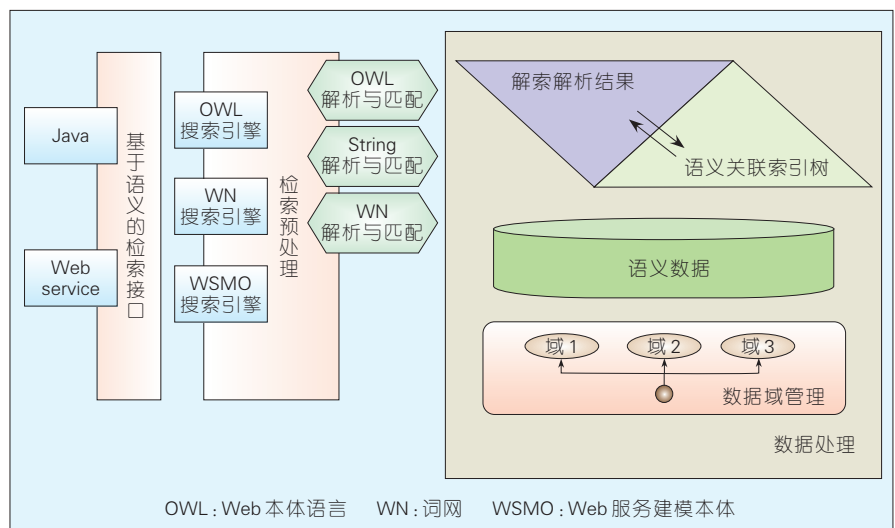 Java
Web
service
基于语义的检索接口
OWL
搜索引擎
WN
搜索引擎
WSMO
搜索引擎
检索预处理
OWL
解析与匹配
String
解析与匹配
WN
解析与匹配
解索解析结果
语义关联索引树
语义数据
域 1
域 2
域 3
数据域管理
数据处理
OWL : Web 本体语言 WN : 词网 WSMO : Web 服务建模本体